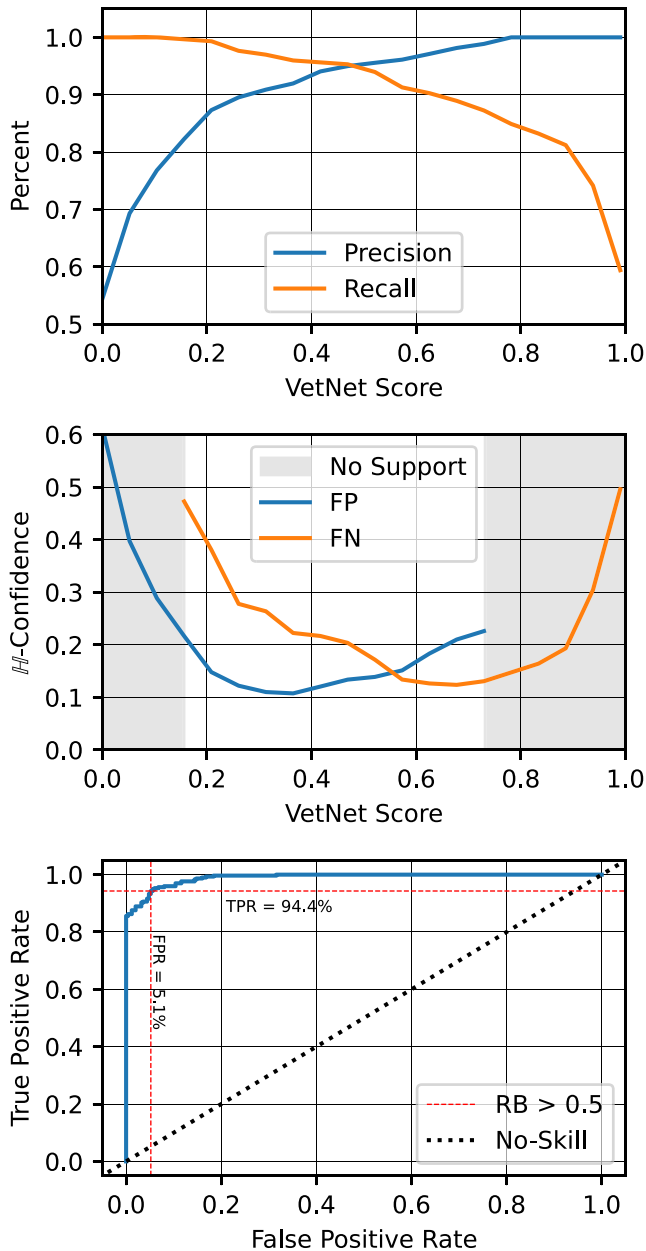 1.0
0.9
0.8
0.7
0.6
0.5
Percent
Precision
Recall
0.0 0.2 0.4 0.6 0.8 1.0
VetNet Score
0.6
0.5
0.4
0.3
0.2
0.1
0.0
ℍ-Confidence
No Support
FP
FN
0.0 0.2 0.4 0.6 0.8 1.0
VetNet Score
1.0
0.8
0.6
0.4
0.2
0.0
True Positive Rate
TPR = 94.4%
FPR = 5.1%
RB > 0.5
No-Skill
0.0 0.2 0.4 0.6 0.8 1.0
False Positive Rate